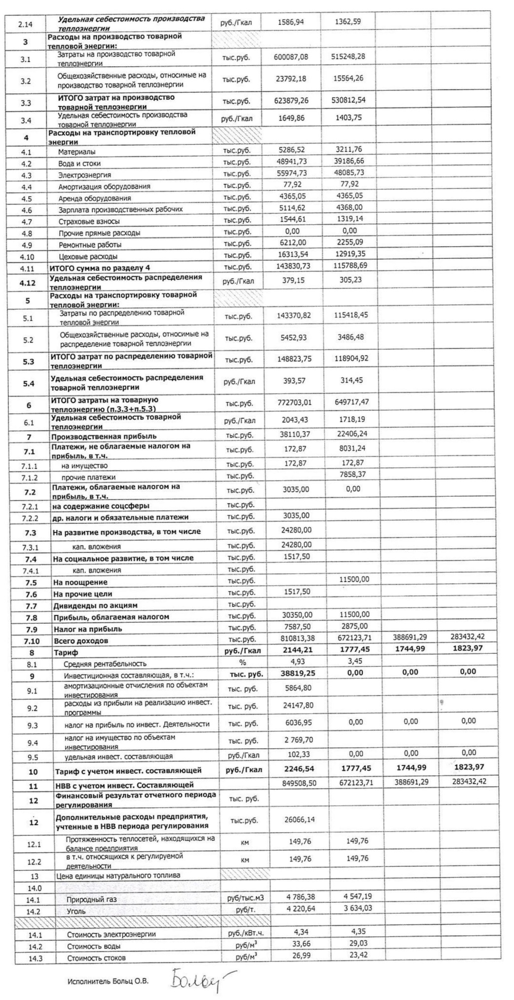 2.14 Удельная себестоимость производства теплоэнергии руб./Гкал 1586,94 1362,59
3 Расходы на производство товарной тепловой энергии:
3.1 Затраты на производство товарной теплоэнергии тыс.руб. 600087,08 515248,28
3.2 Общехозяйственные расходы, относимые на производство товарной теплоэнергии тыс.руб. 23792,18 15564,26
3.3 ИТОГО затрат на производство товарной теплоэнергии тыс.руб. 623879,26 530812,54
3.4 Удельная себестоимость производства товарной теплоэнергии руб./Гкал 1649,86 1403,75
4 Расходы на транспортировку тепловой энергии
4.1 Материалы тыс.руб. 5286,52 3211,76
4.2 Вода и стоки тыс.руб. 48941,73 39186,66
4.3 Электроэнергия тыс.руб. 55974,73 48085,73
4.4 Амортизация оборудования тыс.руб. 77,92 77,92
4.5 Аренда оборудования тыс.руб. 4365,05 4365,05
4.6 Зарплата производственных рабочих тыс.руб. 5114,62 4368,00
4.7 Страховые взносы тыс.руб. 1544,61 1319,14
4.8 Прочие прямые расходы тыс.руб. 0,00 0,00
4.9 Ремонтные работы тыс.руб. 6212,00 2255,09
4.10 Цеховые расходы тыс.руб. 16313,54 12919,35
4.11 ИТОГО сумма по разделу 4 тыс.руб. 143830,73 115788,69
4.12 Удельная себестоимость распределения теплоэнергии руб./Гкал 379,15 305,23
5 Расходы на транспортировку товарной тепловой энергии:
5.1 Затраты по распределению товарной тепловой энергии тыс.руб. 143370,82 115418,45
5.2 Общехозяйственные расходы, относимые на распределение товарной теплоэнергии тыс.руб. 5452,93 3486,48
5.3 ИТОГО затрат по распределению товарной теплоэнергии тыс.руб. 148823,75 118904,92
5.4 Удельная себестоимость распределения товарной теплоэнергии руб./Гкал 393,57 314,45
6 ИТОГО затраты на товарную теплоэнергию (п.3.3+п.5.3) тыс.руб. 772703,01 649717,47
6.1 Удельная себестоимость товарной теплоэнергии руб./Гкал 2043,43 1718,19
7 Производственная прибыль тыс.руб. 38110,37 22406,24
7.1 Платежи, не облагаемые налогом на прибыль, в т.ч. тыс.руб. 172,87 8031,24
7.1.1 на имущество тыс.руб. 172,87 172,87
7.1.2 прочие платежи тыс.руб. 7858,37
7.2 Платежи, облагаемые налогом на прибыль, в т.ч. тыс.руб. 3035,00 0,00
7.2.1 на содержание соцсферы тыс.руб.
7.2.2 др. налоги и обязательные платежи тыс.руб. 3035,00
7.3 На развитие производства, в том числе тыс.руб. 24280,00
7.3.1 кап. вложения тыс.руб. 24280,00
7.4 На социальное развитие, в том числе тыс.руб. 1517,50
7.4.1 кап. вложения тыс.руб.
7.5 На поощрение тыс.руб. 11500,00
7.6 На прочие цели тыс.руб. 1517,50
7.7 Дивиденды по акциям тыс.руб.
7.8 Прибыль, облагаемая налогом тыс.руб. 30350,00 11500,00
7.9 Налог на прибыль тыс.руб. 7587,50 2875,00
7.10 Всего доходов тыс.руб. 810813,38 672123,71 388691,29 283432,42
8 Тариф руб./Гкал 2144,21 1777,45 1744,99 1823,97
8.1 Средняя рентабельность % 4,93 3,45
9 Инвестиционная составляющая, в т.ч.: тыс. руб. 38819,25 0,00 0,00 0,00
9.1 амортизационные отчисления по объектам инвестирования тыс. руб. 5864,80
9.2 расходы из прибыли на реализацию инвест. программы тыс. руб. 24147,80
9.3 налог на прибыль по инвест. Деятельности тыс. руб. 6036,95 0,00 0,00 0,00
9.4 налог на имущество по объектам инвестирования тыс. руб. 2 769,70
9.5 удельная инвест. составляющая руб./Гкал 102,33 0,00 0,00 0,00
10 Тариф с учетом инвест. составляющей руб./Гкал 2246,54 1777,45 1744,99 1823,97
11 НВВ с учетом инвест. Составляющей 849508,50 672123,71 388691,29 283432,42
12 Финансовый результат отчетного периода регулирования тыс. руб.
12 Дополнительные расходы предприятия, учтенные в НВВ периода регулирования тыс.руб. 26066,14
12.1 Протяженность теплосетей, находящихся на балансе предприятия км 149,76 149,76
12.2 в т.ч. относящихся к регулируемой деятельности км 149,76 149,76
13 Цена единицы натурального топлива
14.0
14.1 Природный газ руб/тыс.м3 4 786,38 4 547,19
14.2 Уголь руб/т. 4 220,64 3 634,03
14.1 Стоимость электроэнергии руб./кВт.ч. 4,34 4,35
14.2 Стоимость воды руб/м³ 33,66 29,03
14.3 Стоимость стоков руб/м³ 26,99 23,42
Исполнитель Больц О.В.